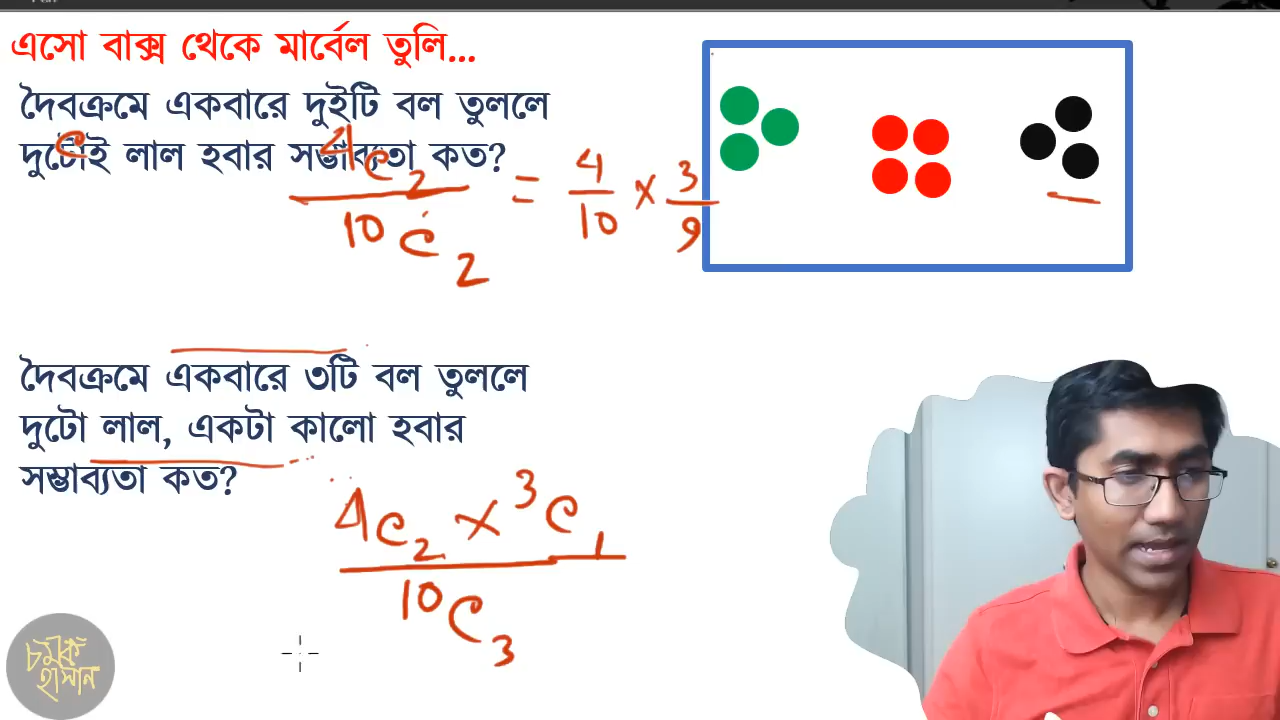 এসো বাক্স থেকে মার্বেল তুলি...
দৈবক্রমে একবারে দুইটি বল তুললে
দুটোই লাল হবার সম্ভাব্যতা কত?
4C2 / 10C2 = 4/10 × 3/9
দৈবক্রমে একবারে ৩টি বল তুললে
দুটো লাল, একটা কালো হবার
সম্ভাব্যতা কত?
4C2 × 3C1
10C3
চমক
হাসান